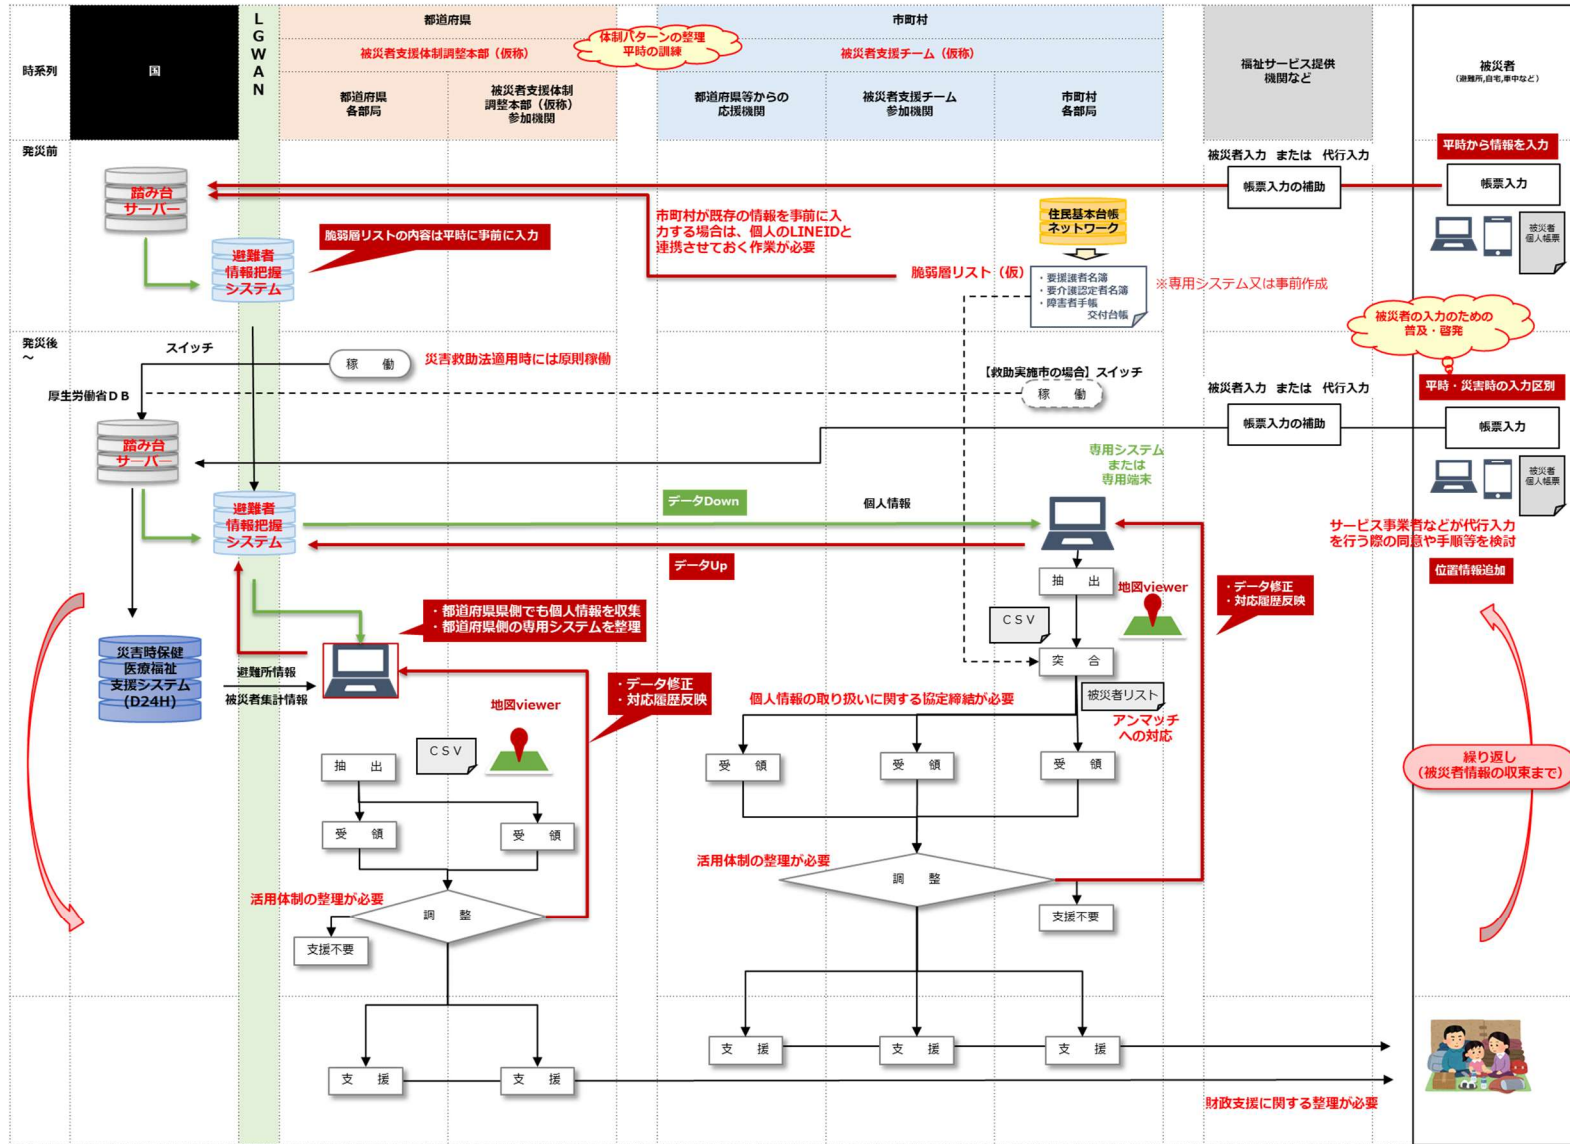 時系列
国
LGWAN
都道府県
被災者支援体制調整本部（仮称）
都道府県
各部局
被災者支援体制
調整本部（仮称）
参加機関
体制パターンの整理
平時の訓練
市町村
被災者支援チーム（仮称）
都道府県等からの
応援機関
被災者支援チーム
参加機関
市町村
各部局
福祉サービス提供
機関など
被災者
（避難所,自宅,車中など）
発災前
踏み台
サーバー
避難者
情報把握
システム
脆弱層リストの内容は平時に事前に入力
市町村が既存の情報を事前に入
力する場合は、個人のLINEIDと
連携させておく作業が必要
住民基本台帳
ネットワーク
脆弱層リスト（仮）
・要援護者名簿
・要介護認定者名簿
・障害者手帳
交付台帳
※専用システム又は事前作成
被災者入力　または　代行入力
帳票入力の補助
平時から情報を入力
帳票入力
被災者
個人帳票
被災者の入力のための
普及・啓発
発災後
～
スイッチ
稼　働
災害救助法適用時には原則稼働
厚生労働省ＤＢ
【救助実施市の場合】スイッチ
稼　働
被災者入力　または　代行入力
帳票入力の補助
平時・災害時の入力区別
帳票入力
被災者
個人帳票
踏み台
サーバー
避難者
情報把握
システム
データDown
個人情報
専用システム
または
専用端末
データUp
サービス事業者などが代行入力
を行う際の同意や手順等を検討
位置情報追加
抽　出
地図viewer
・データ修正
・対応履歴反映
ＣＳＶ
突　合
被災者リスト
・都道府県県側でも個人情報を収集
・都道府県側の専用システムを整理
災害時保健
医療福祉
支援システム
(D24H)
避難所情報
被災者集計情報
・データ修正
・対応履歴反映
地図viewer
ＣＳＶ
個人情報の取り扱いに関する協定締結が必要
アンマッチ
への対応
抽　出
受　領
受　領
受　領
受　領
受　領
繰り返し
（被災者情報の収束まで）
活用体制の整理が必要
調　整
支援不要
活用体制の整理が必要
調　整
支援不要
支　援
支　援
支　援
支　援
支　援
財政支援に関する整理が必要